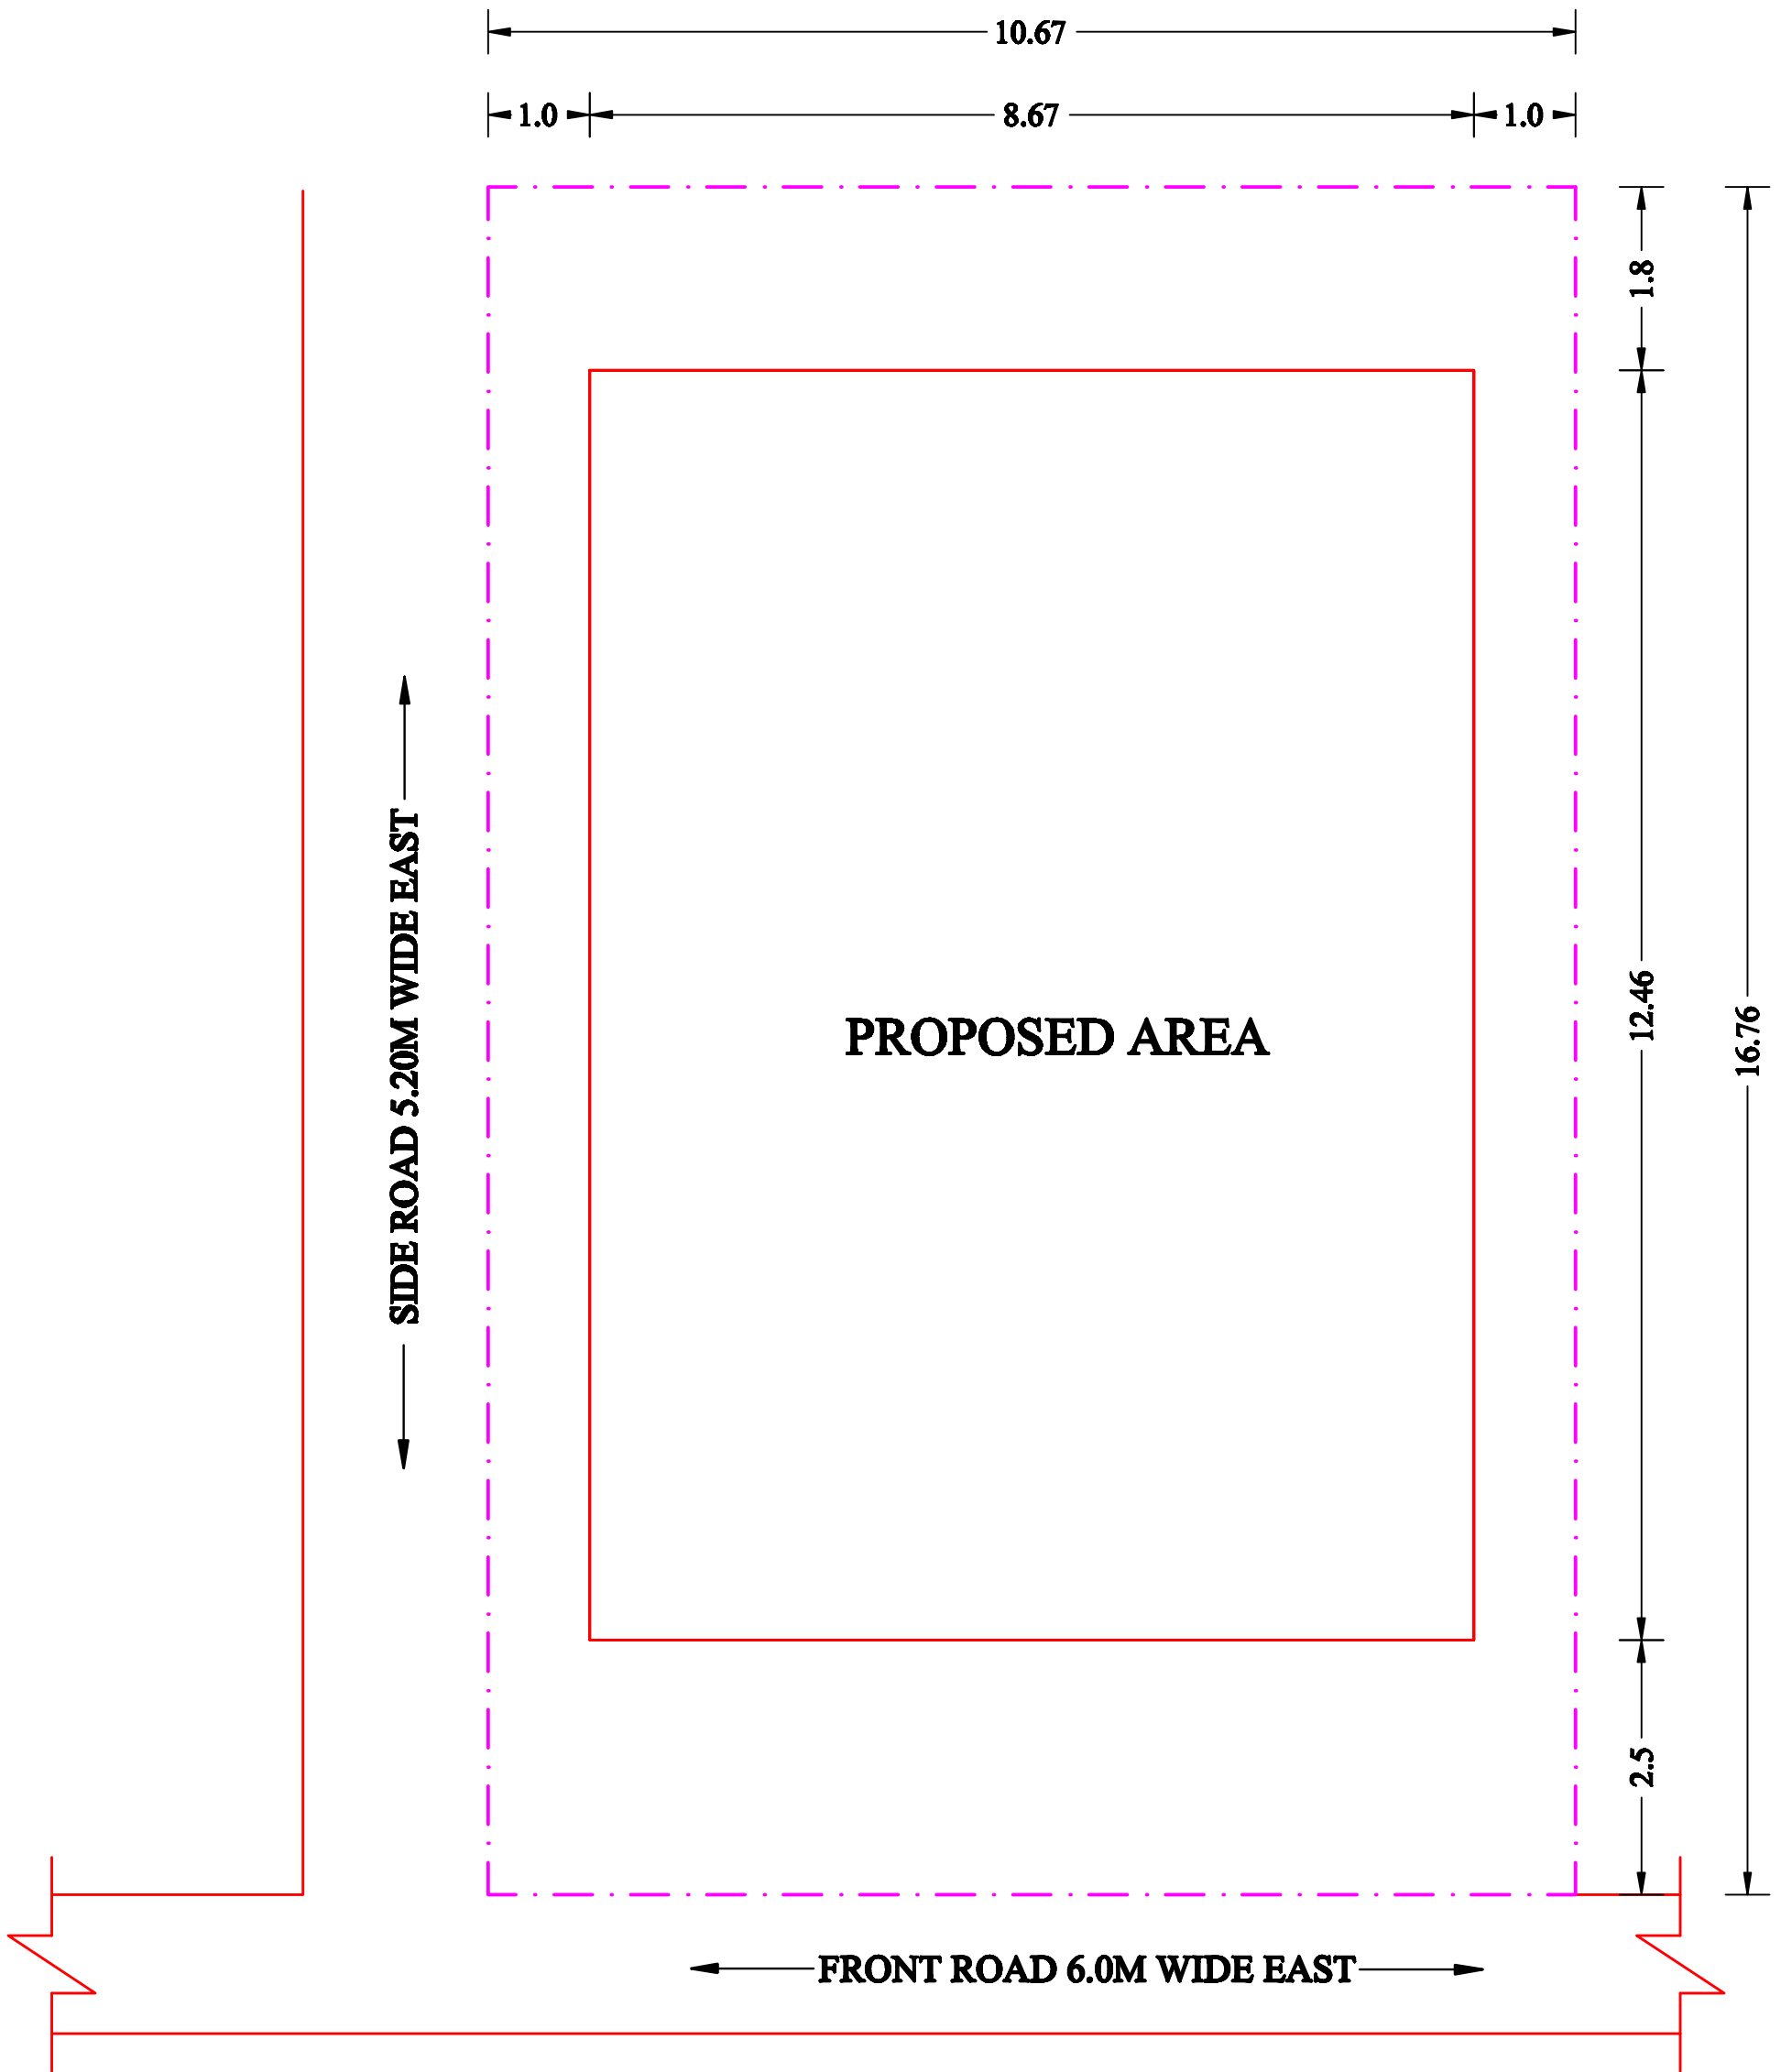 10.67
1.0 8.67 1.0
1.8
SIDE ROAD 5.20M WIDE EAST
PROPOSED AREA
12.46
16.76
2.5
FRONT ROAD 6.0M WIDE EAST